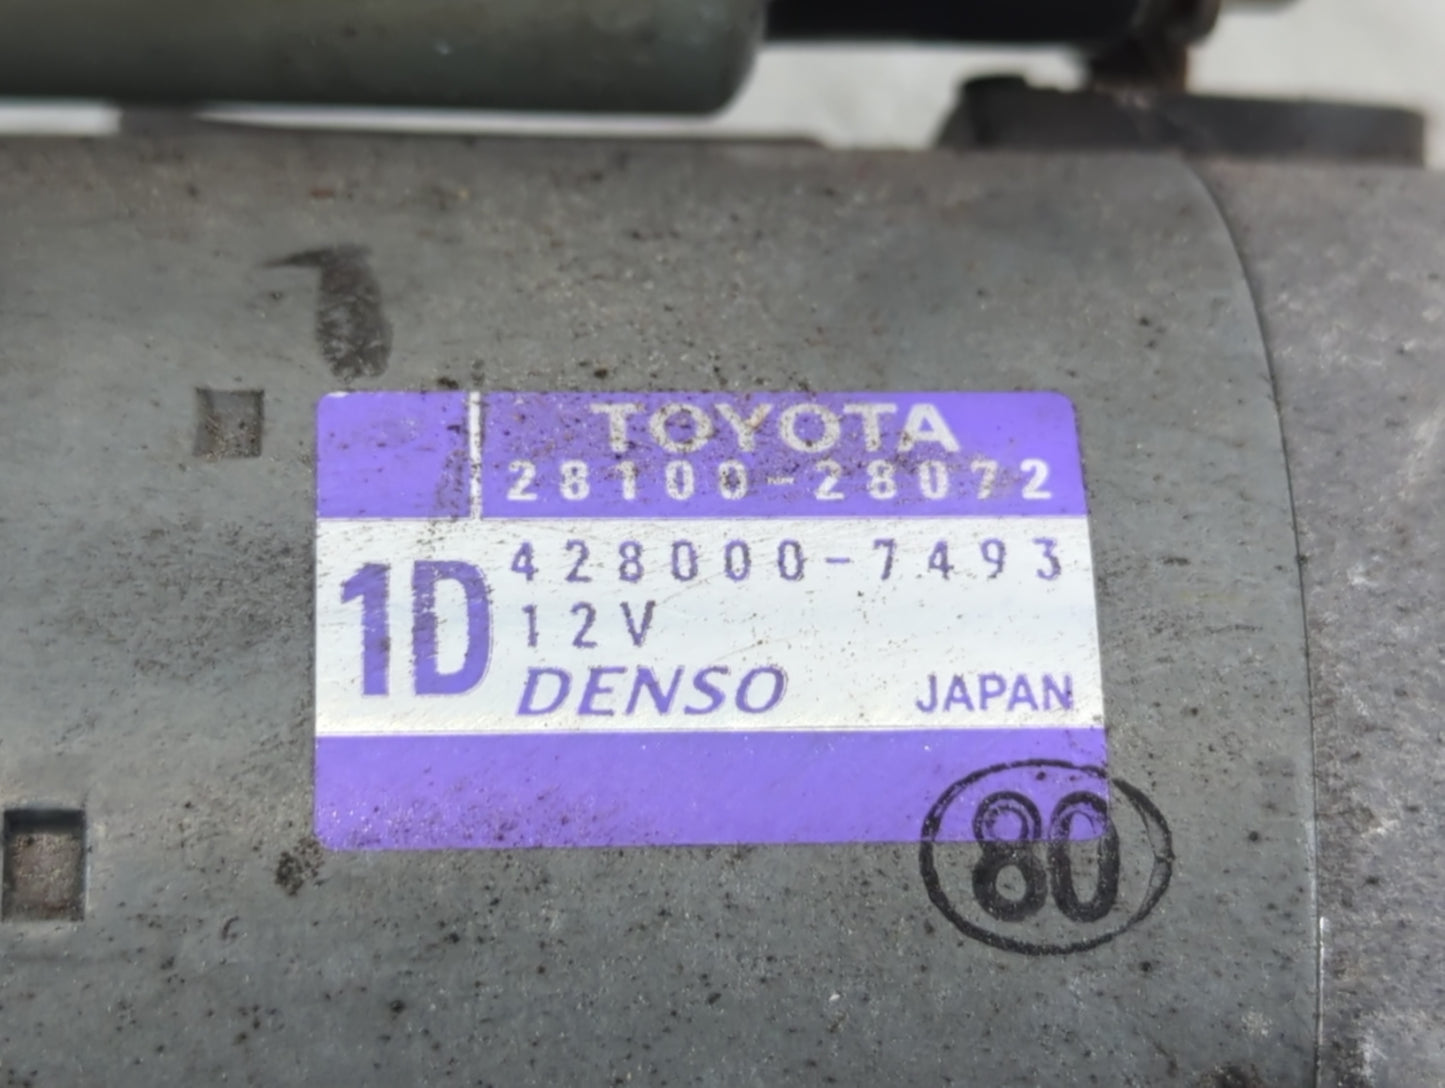 TOYOTA
28100-28072
1D
428000-7493
12V
DENSO JAPAN
80